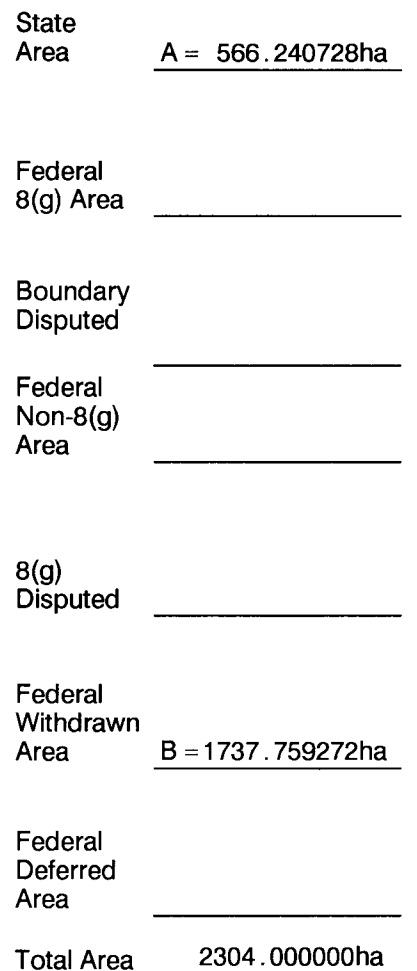 State
Area A = 566.240728ha
Federal
8(g) Area
Boundary
Disputed
Federal
Non-8(g)
Area
8(g)
Disputed
Federal
Withdrawn
Area B = 1737.759272ha
Federal
Deferred
Area
Total Area 2304.000000ha